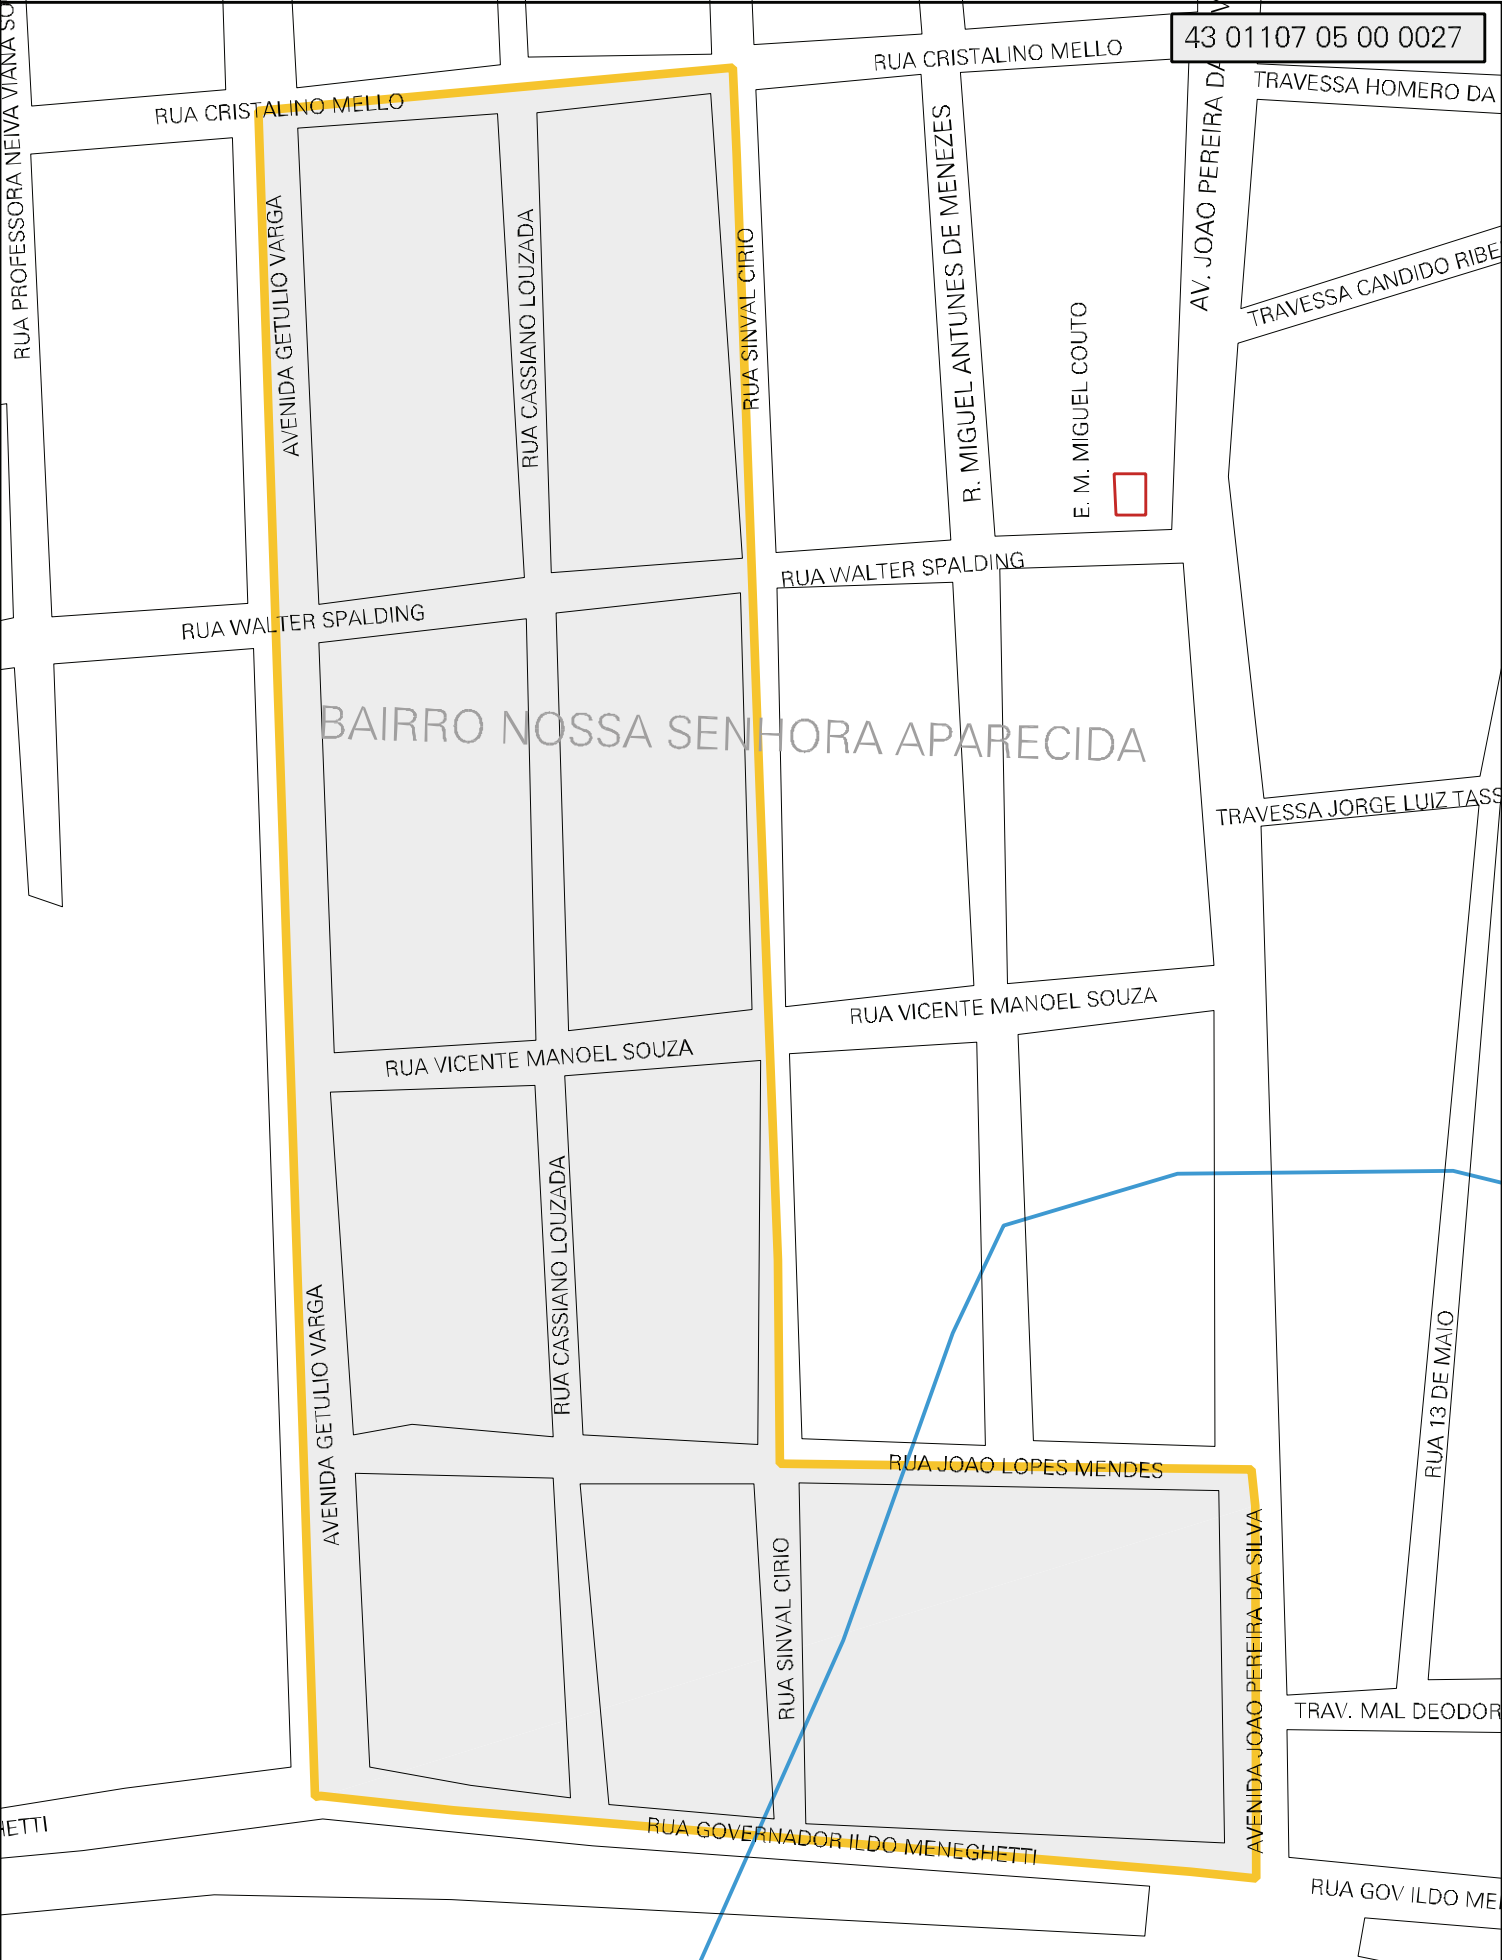 43 01107 05 00 0027
RUA CRISTALINO MELLO
TRAVESSA HOMERO DA
RUA CRISTALINO MELLO
RUA PROFESSORA NEIVA VIANA SO
AVENIDA GETULIO VARGA
RUA CASSIANO LOUZADA
RUA SINVAL CIRIO
R. MIGUEL ANTUNES DE MENEZES
AV. JOAO PEREIRA DA
TRAVESSA CANDIDO RIBE
E. M. MIGUEL COUTO
RUA WALTER SPALDING
RUA WALTER SPALDING
BAIRRO NOSSA SENHORA APARECIDA
TRAVESSA JORGE LUIZ TASS
RUA VICENTE MANOEL SOUZA
RUA VICENTE MANOEL SOUZA
RUA CASSIANO LOUZADA
AVENIDA GETULIO VARGA
RUA 13 DE MAIO
RUA JOAO LOPES MENDES
RUA SINVAL CIRIO
AVENIDA JOAO PEREIRA DA SILVA
TRAV. MAL DEODOR
HETTI
RUA GOVERNADOR ILDO MENEGHETTI
RUA GOV ILDO ME